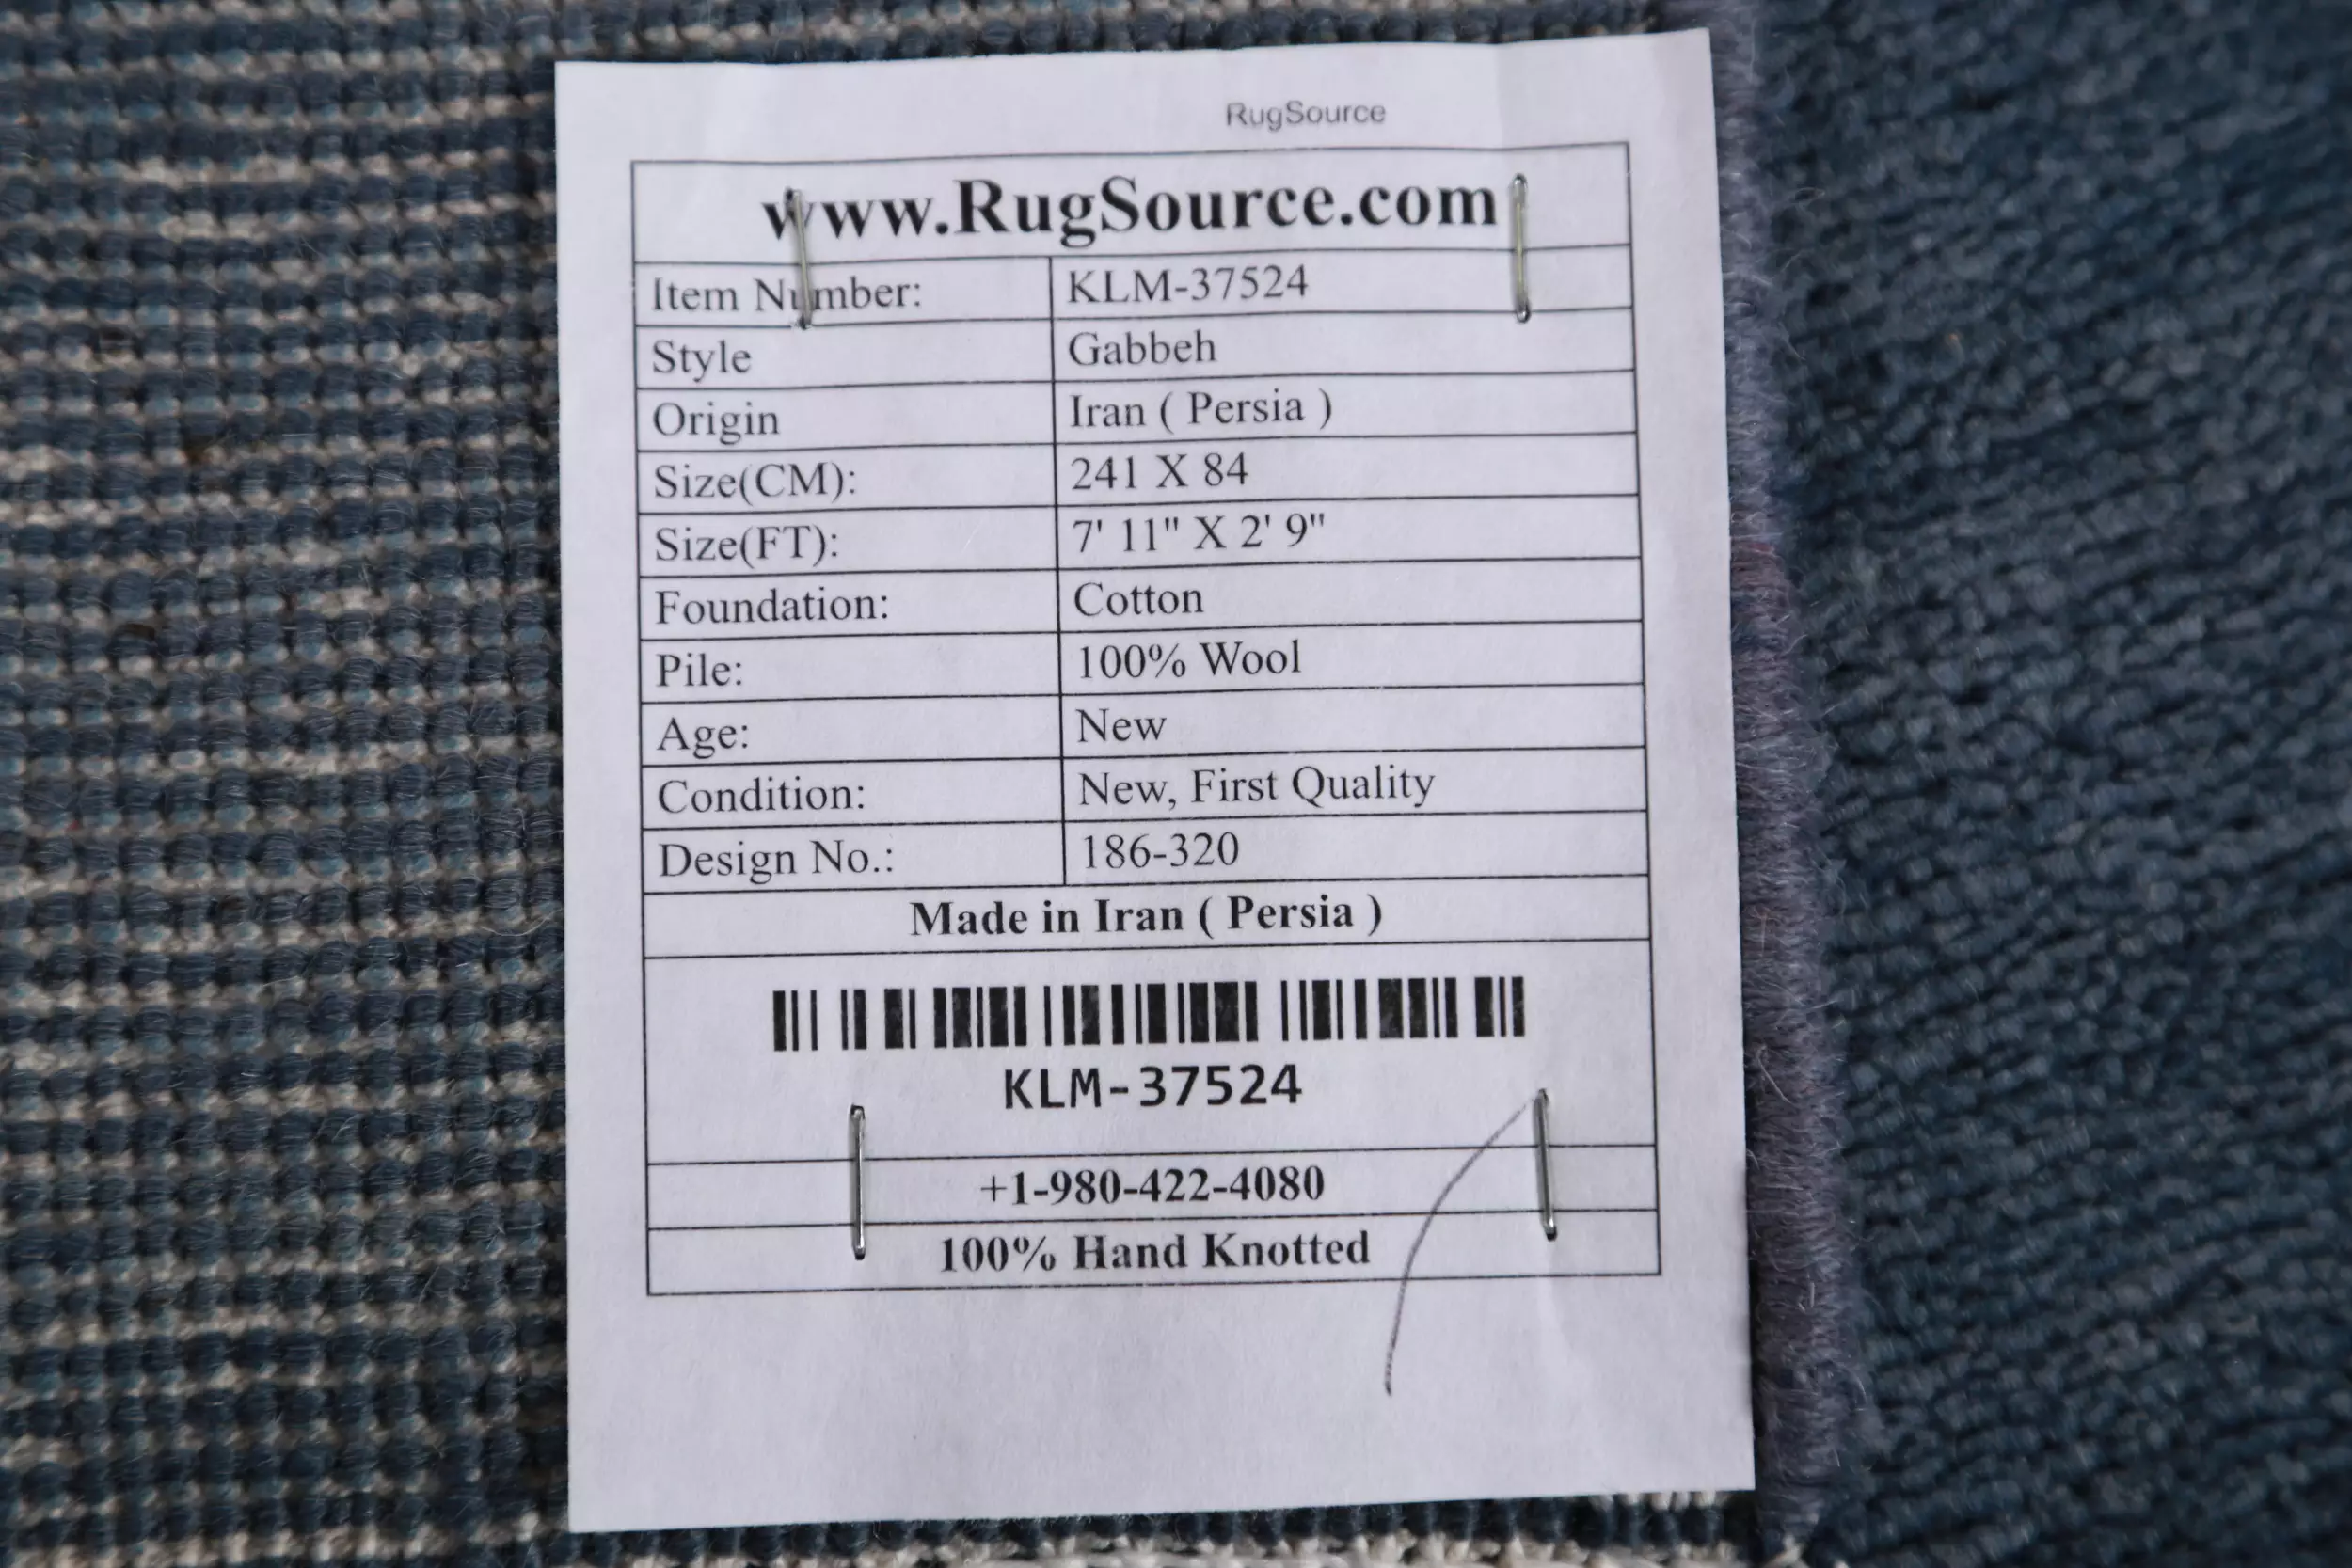 RugSource
www.RugSource.com
Item Number: KLM-37524
Style Gabbeh
Origin Iran ( Persia )
Size(CM): 241 X 84
Size(FT): 7' 11" X 2' 9"
Foundation: Cotton
Pile: 100% Wool
Age: New
Condition: New, First Quality
Design No.: 186-320
Made in Iran ( Persia )
KLM-37524
+1-980-422-4080
100% Hand Knotted